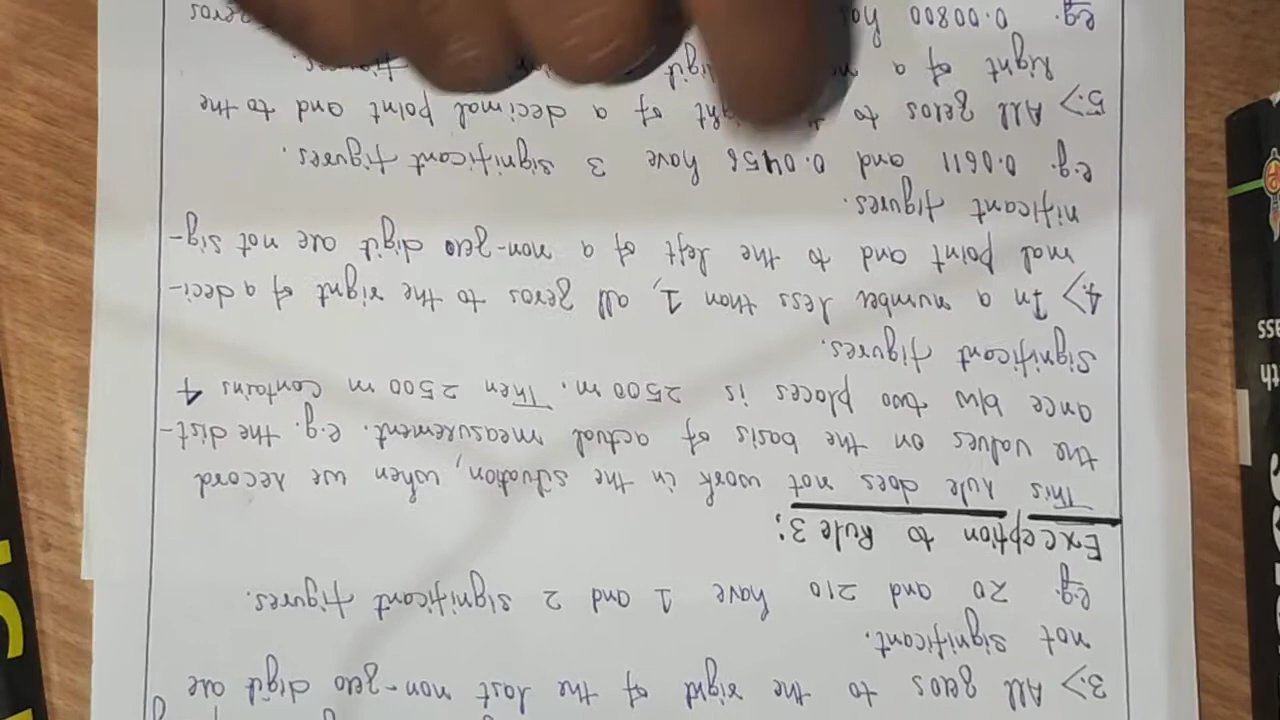 3.> All zeros to the right of the last non-zero digit are
not significant.
e.g. 20 and 210 have 1 and 2 significant figures.
Exception to Rule 3:
This rule does not work in the situation, when we record
the values on the basis of actual measurement. e.g. the dist-
ance b/w two places is 2500 m. Then 2500 m contains 4
significant figures.
4.> In a number less than 1, all zeros to the right of a deci-
mal point and to the left of a non-zero digit are not sig-
nificant figures.
e.g. 0.0611 and 0.0456 have 3 significant figures.
5.> All zeros to of a decimal point and to the
right of a
e.g. 0.00800 zeros